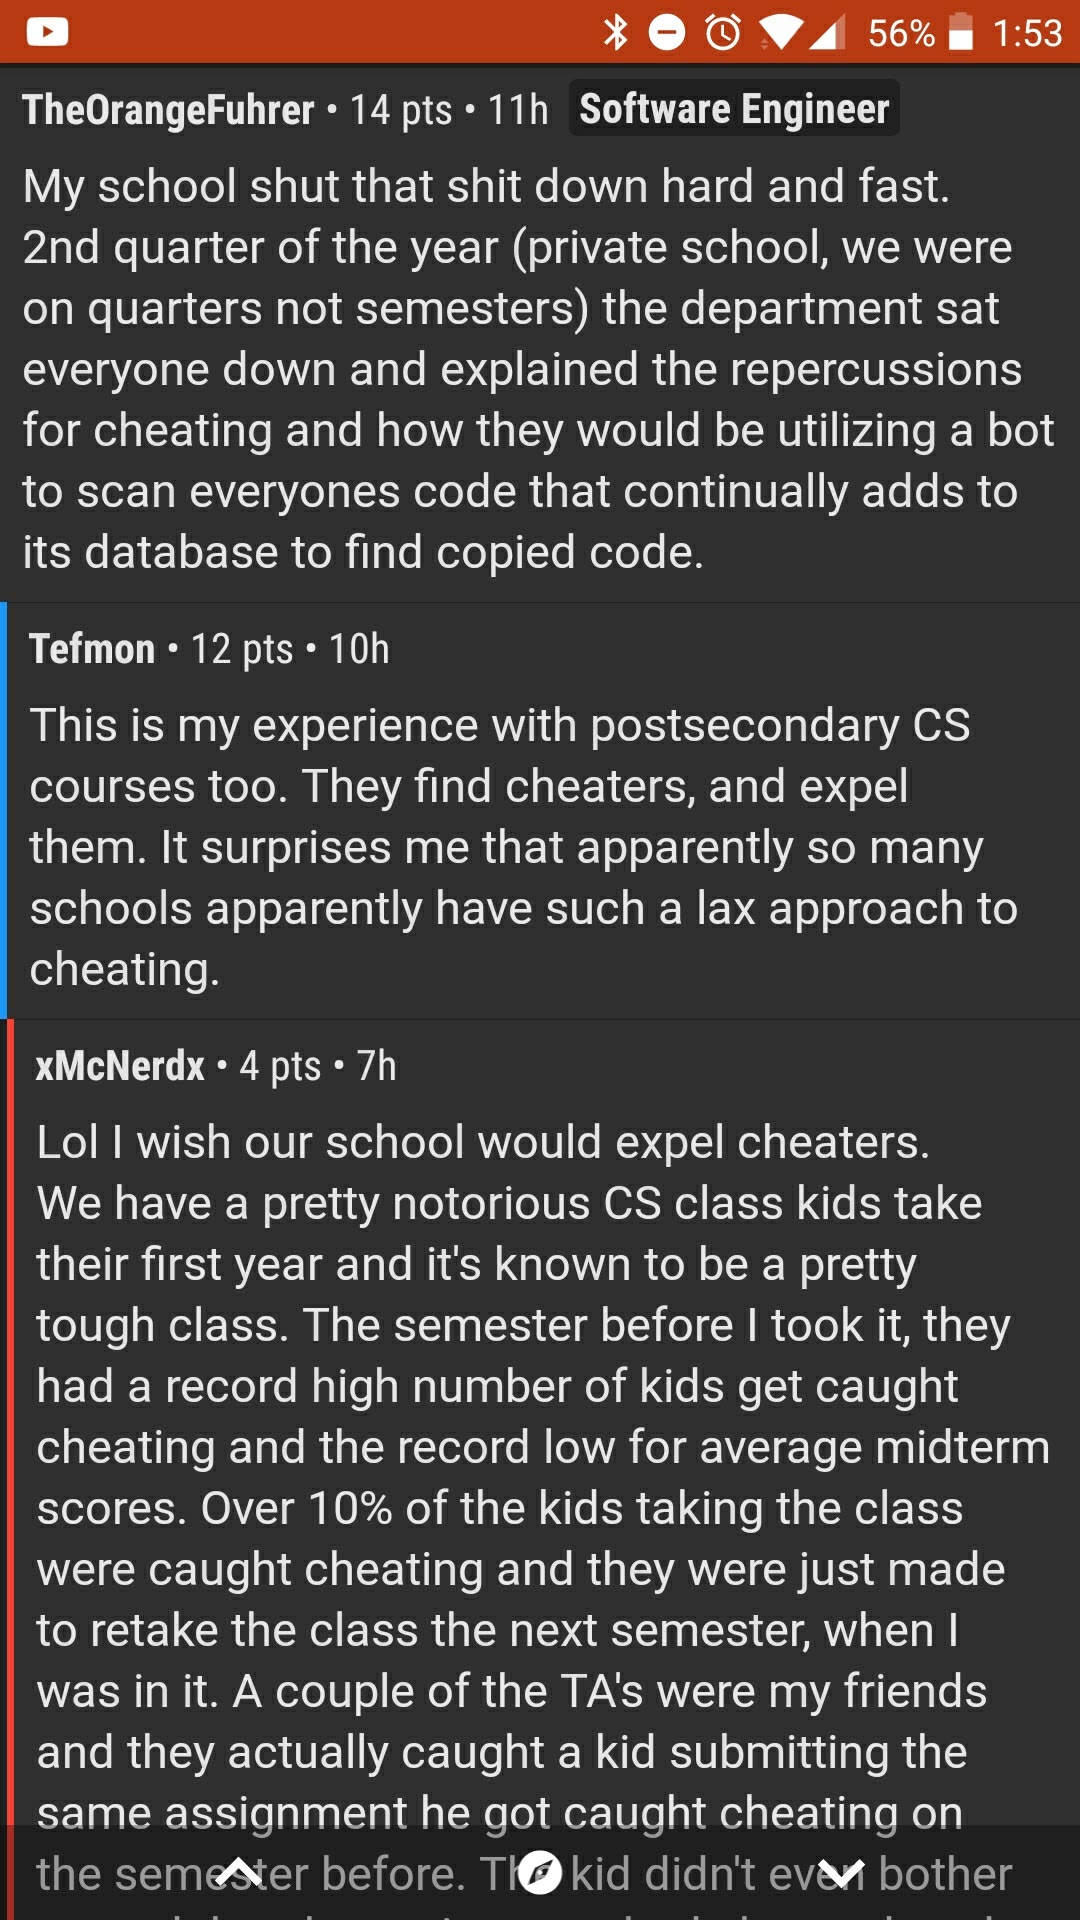 56% 1:53
TheOrangeFuhrer • 14 pts • 11h Software Engineer
My school shut that shit down hard and fast.
2nd quarter of the year (private school, we were
on quarters not semesters) the department sat
everyone down and explained the repercussions
for cheating and how they would be utilizing a bot
to scan everyones code that continually adds to
its database to find copied code.
Tefmon • 12 pts • 10h
This is my experience with postsecondary CS
courses too. They find cheaters, and expel
them. It surprises me that apparently so many
schools apparently have such a lax approach to
cheating.
xMcNerdx • 4 pts • 7h
Lol I wish our school would expel cheaters.
We have a pretty notorious CS class kids take
their first year and it's known to be a pretty
tough class. The semester before I took it, they
had a record high number of kids get caught
cheating and the record low for average midterm
scores. Over 10% of the kids taking the class
were caught cheating and they were just made
to retake the class the next semester, when I
was in it. A couple of the TA's were my friends
and they actually caught a kid submitting the
same assignment he got caught cheating on
the semester before. The kid didn't even bother